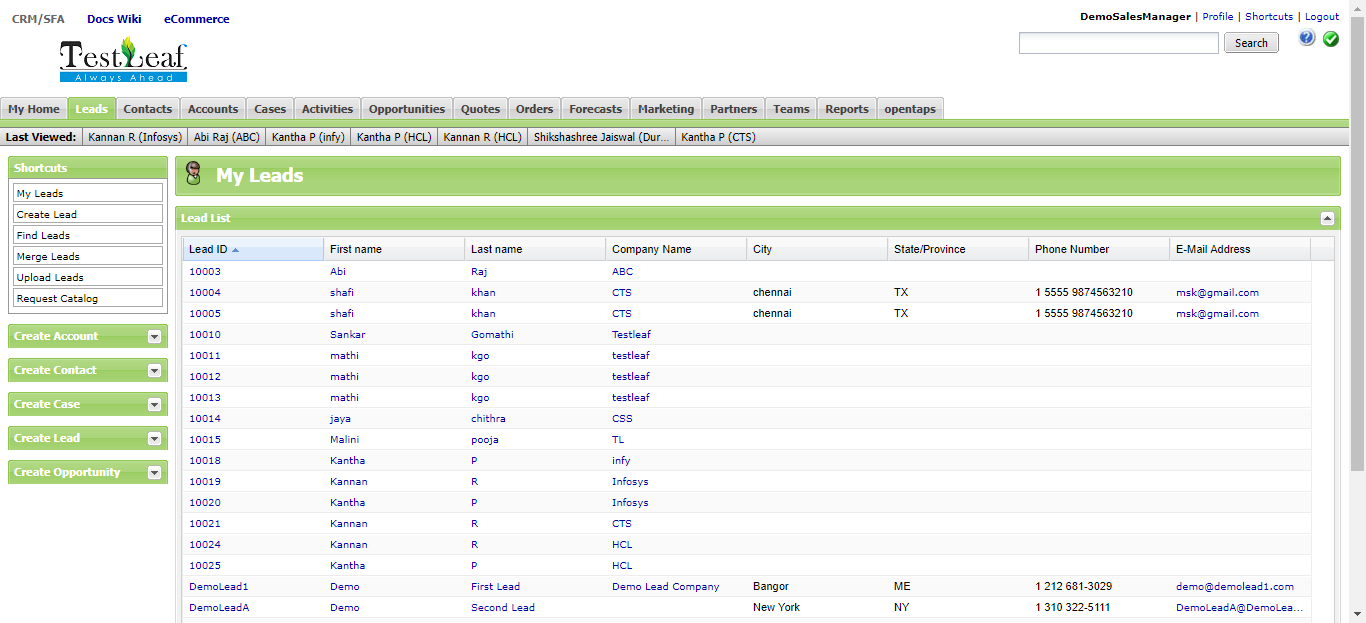 CRM/SFA Docs Wiki eCommerce
DemoSalesManager | Profile | Shortcuts | Logout
TestLeaf
Always Ahead
Search
My Home Leads Contacts Accounts Cases Activities Opportunities Quotes Orders Forecasts Marketing Partners Teams Reports opentaps
Last Viewed: Kannan R (Infosys) Abi Raj (ABC) Kantha P (infy) Kantha P (HCL) Kannan R (HCL) Shikshashree Jaiswal (Dur... Kantha P (CTS)
Shortcuts
My Leads
Create Lead
Find Leads
Merge Leads
Upload Leads
Request Catalog
Create Account
Create Contact
Create Case
Create Lead
Create Opportunity
My Leads
Lead List
Lead ID First name Last name Company Name City State/Province Phone Number E-Mail Address
10003 Abi Raj ABC
10004 shafi khan CTS chennai TX 1 5555 9874563210 msk@gmail.com
10005 shafi khan CTS chennai TX 1 5555 9874563210 msk@gmail.com
10010 Sankar Gomathi Testleaf
10011 mathi kgo testleaf
10012 mathi kgo testleaf
10013 mathi kgo testleaf
10014 jaya chithra CSS
10015 Malini pooja TL
10018 Kantha P infy
10019 Kannan R Infosys
10020 Kantha P Infosys
10021 Kannan R CTS
10024 Kannan R HCL
10025 Kantha P HCL
DemoLead1 Demo First Lead Demo Lead Company Bangor ME 1 212 681-3029 demo@demolead1.com
DemoLeadA Demo Second Lead New York NY 1 310 322-5111 DemoLeadA@DemoLea...